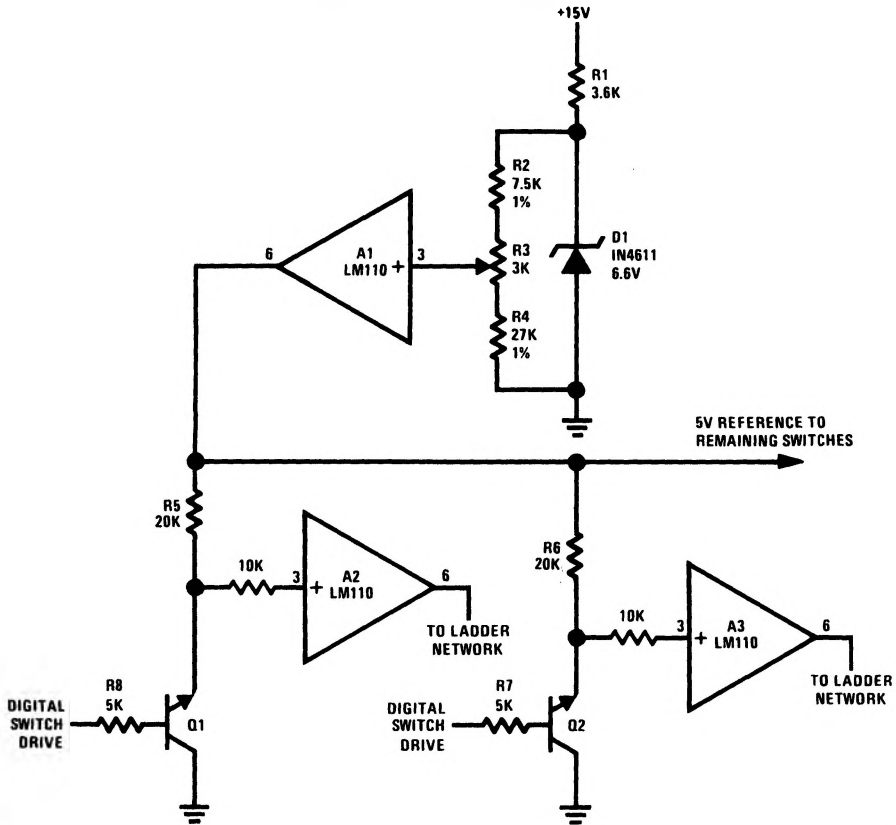 +15V
R1
3.6K
R2
7.5K
1%
R3
3K
R4
27K
1%
D1
IN4611
6.6V
6
A1
LM110
+
3
5V REFERENCE TO
REMAINING SWITCHES
R5
20K
10K
3
+
A2
LM110
6
TO LADDER
NETWORK
R6
20K
10K
3
+
A3
LM110
6
TO LADDER
NETWORK
DIGITAL
SWITCH
DRIVE
R8
5K
Q1
DIGITAL
SWITCH
DRIVE
R7
5K
Q2